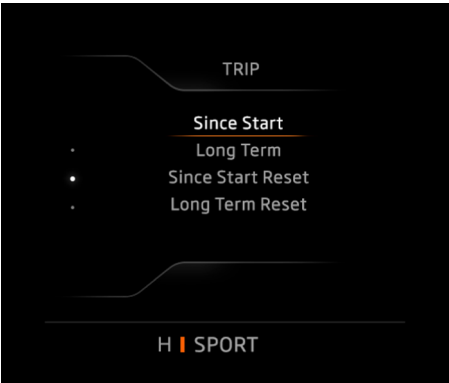 TRIP
Since Start
Long Term
Since Start Reset
Long Term Reset
H SPORT